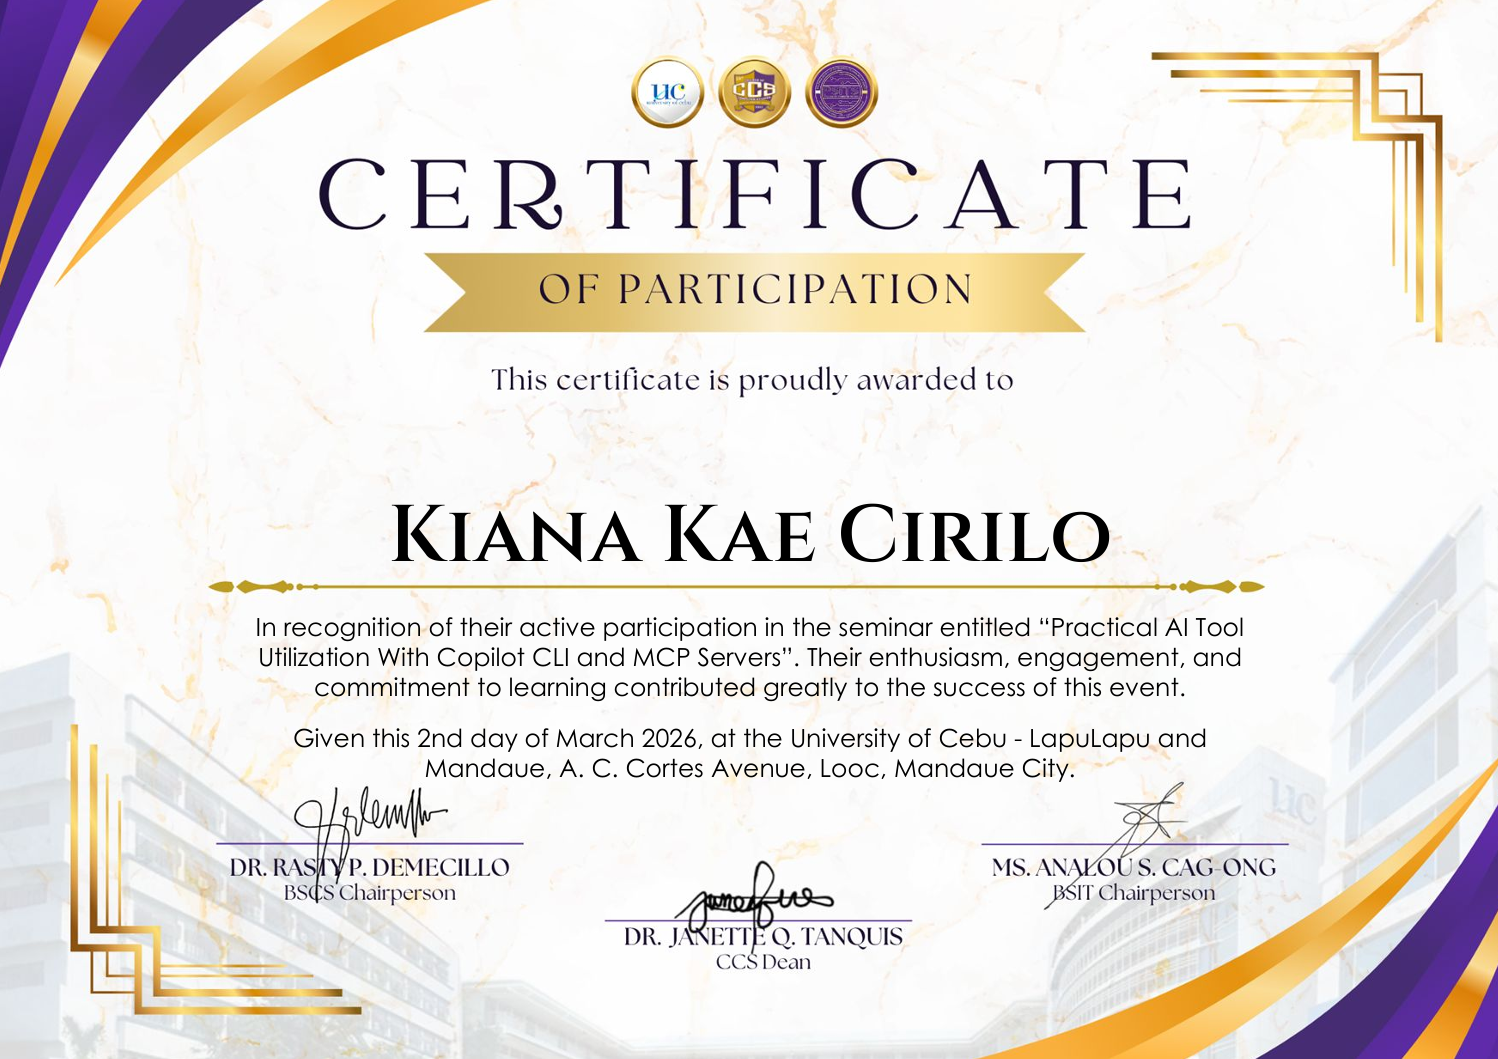 UC
CCS
CERTIFICATE
OF PARTICIPATION
This certificate is proudly awarded to
KIANA KAE CIRILO
In recognition of their active participation in the seminar entitled “Practical AI Tool
Utilization With Copilot CLI and MCP Servers”. Their enthusiasm, engagement, and
commitment to learning contributed greatly to the success of this event.
Given this 2nd day of March 2026, at the University of Cebu - LapuLapu and
Mandaue, A. C. Cortes Avenue, Looc, Mandaue City.
DR. RASTY P. DEMECILLO
BSCS Chairperson
MS. ANALOU S. CAG-ONG
BSIT Chairperson
DR. JANETTE Q. TANQUIS
CCS Dean
UC